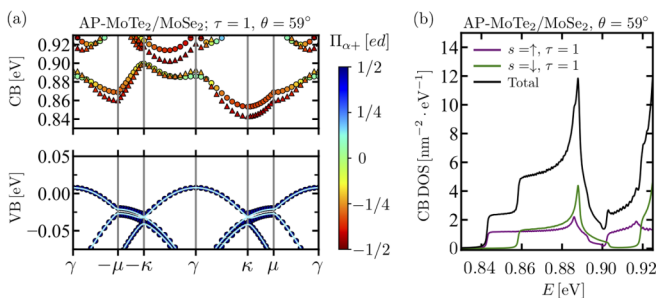 (a)
AP-MoTe₂/MoSe₂; τ = 1, θ = 59°
CB [eV]
0.92
0.90
0.88
0.86
0.84
VB [eV]
0.05
0.00
−0.05
γ −μ −κ γ κ μ γ
Π_{α+} [ed]
1/2
1/4
0
−1/4
−1/2
(b)
AP-MoTe₂/MoSe₂, θ = 59°
CB DOS [nm⁻² · eV⁻¹]
14
12
10
8
6
4
2
0
s =↑, τ = 1
s =↓, τ = 1
Total
0.84 0.86 0.88 0.90 0.92
E [eV]